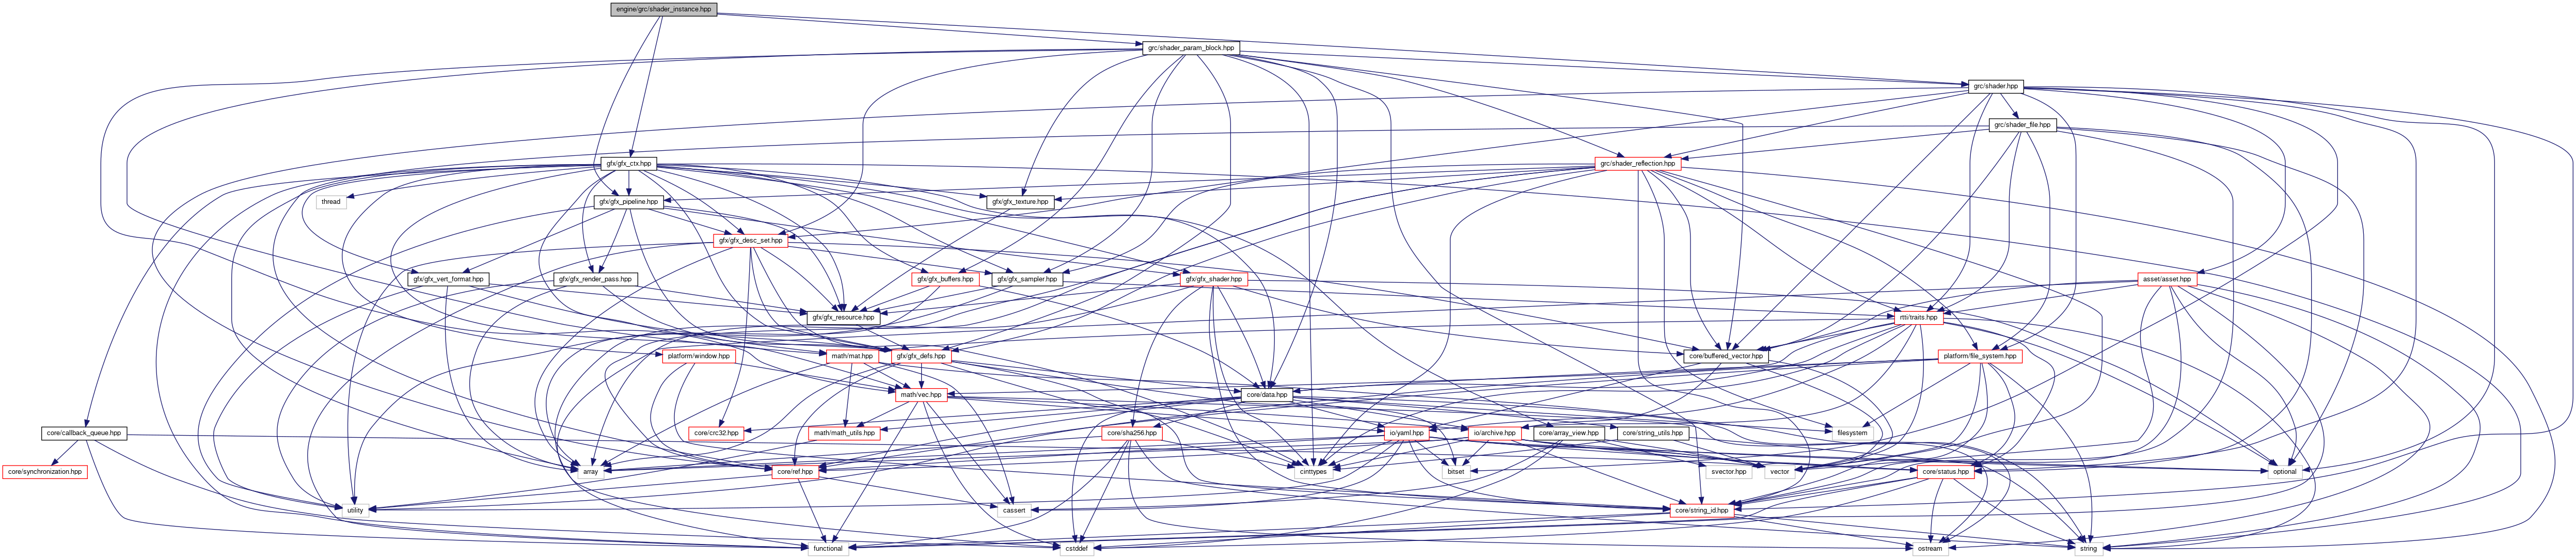 engine/grc/shader_instance.hpp
grc/shader_param_block.hpp
grc/shader.hpp
grc/shader_file.hpp
gfx/gfx_ctx.hpp
grc/shader_reflection.hpp
thread
gfx/gfx_pipeline.hpp
gfx/gfx_texture.hpp
gfx/gfx_desc_set.hpp
gfx/gfx_vert_format.hpp
gfx/gfx_render_pass.hpp
gfx/gfx_buffers.hpp
gfx/gfx_sampler.hpp
gfx/gfx_shader.hpp
asset/asset.hpp
gfx/gfx_resource.hpp
rtti/traits.hpp
platform/window.hpp
math/mat.hpp
gfx/gfx_defs.hpp
core/buffered_vector.hpp
platform/file_system.hpp
math/vec.hpp
core/data.hpp
core/callback_queue.hpp
core/crc32.hpp
math/math_utils.hpp
core/sha256.hpp
io/yaml.hpp
io/archive.hpp
core/array_view.hpp
core/string_utils.hpp
filesystem
core/synchronization.hpp
array
core/ref.hpp
cinttypes
bitset
svector.hpp
vector
core/status.hpp
optional
utility
cassert
core/string_id.hpp
functional
cstddef
ostream
string